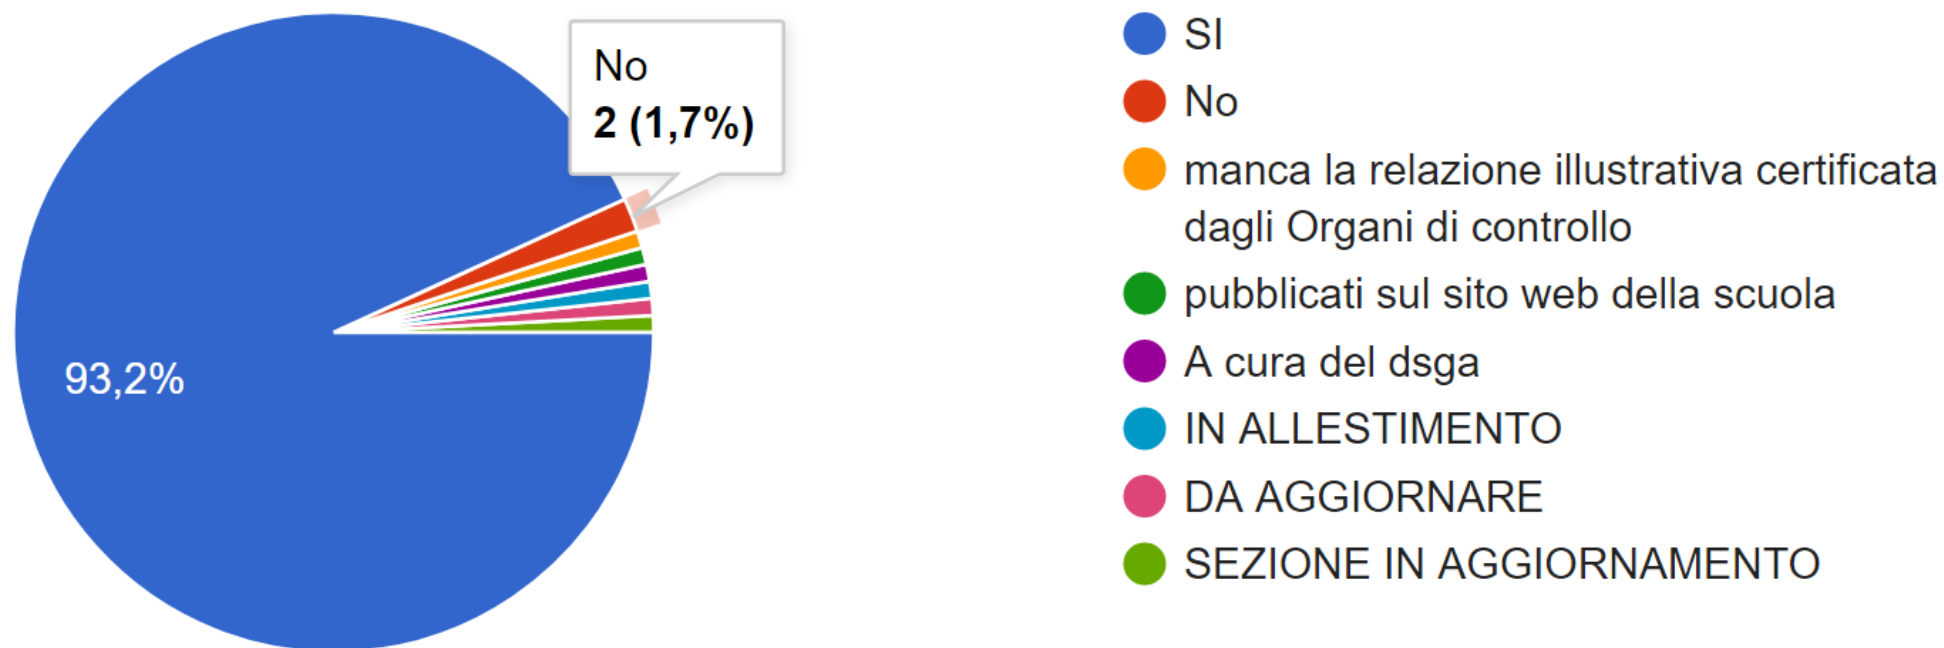 No
2 (1,7%)
93,2%
SI
No
manca la relazione illustrativa certificata
dagli Organi di controllo
pubblicati sul sito web della scuola
A cura del dsga
IN ALLESTIMENTO
DA AGGIORNARE
SEZIONE IN AGGIORNAMENTO